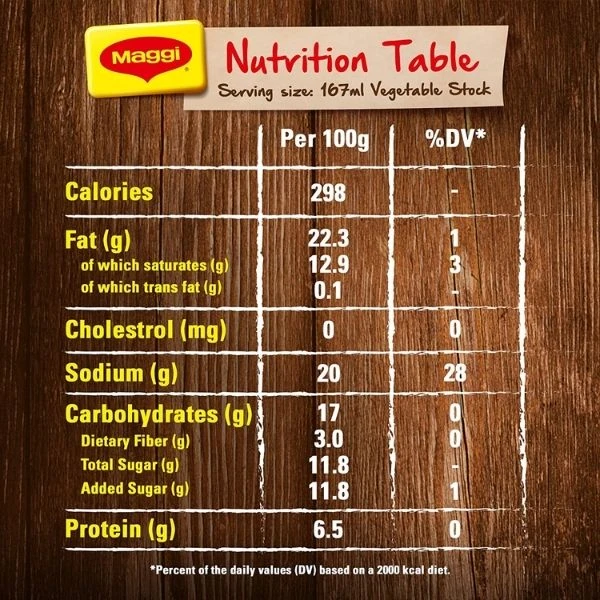 Maggi
Nutrition Table
Serving size: 167ml Vegetable Stock
Per 100g %DV*
Calories 298 -
Fat (g) 22.3 1
of which saturates (g) 12.9 3
of which trans fat (g) 0.1 -
Cholestrol (mg) 0 0
Sodium (g) 20 28
Carbohydrates (g) 17 0
Dietary Fiber (g) 3.0 0
Total Sugar (g) 11.8 -
Added Sugar (g) 11.8 1
Protein (g) 6.5 0
*Percent of the daily values (DV) based on a 2000 kcal diet.